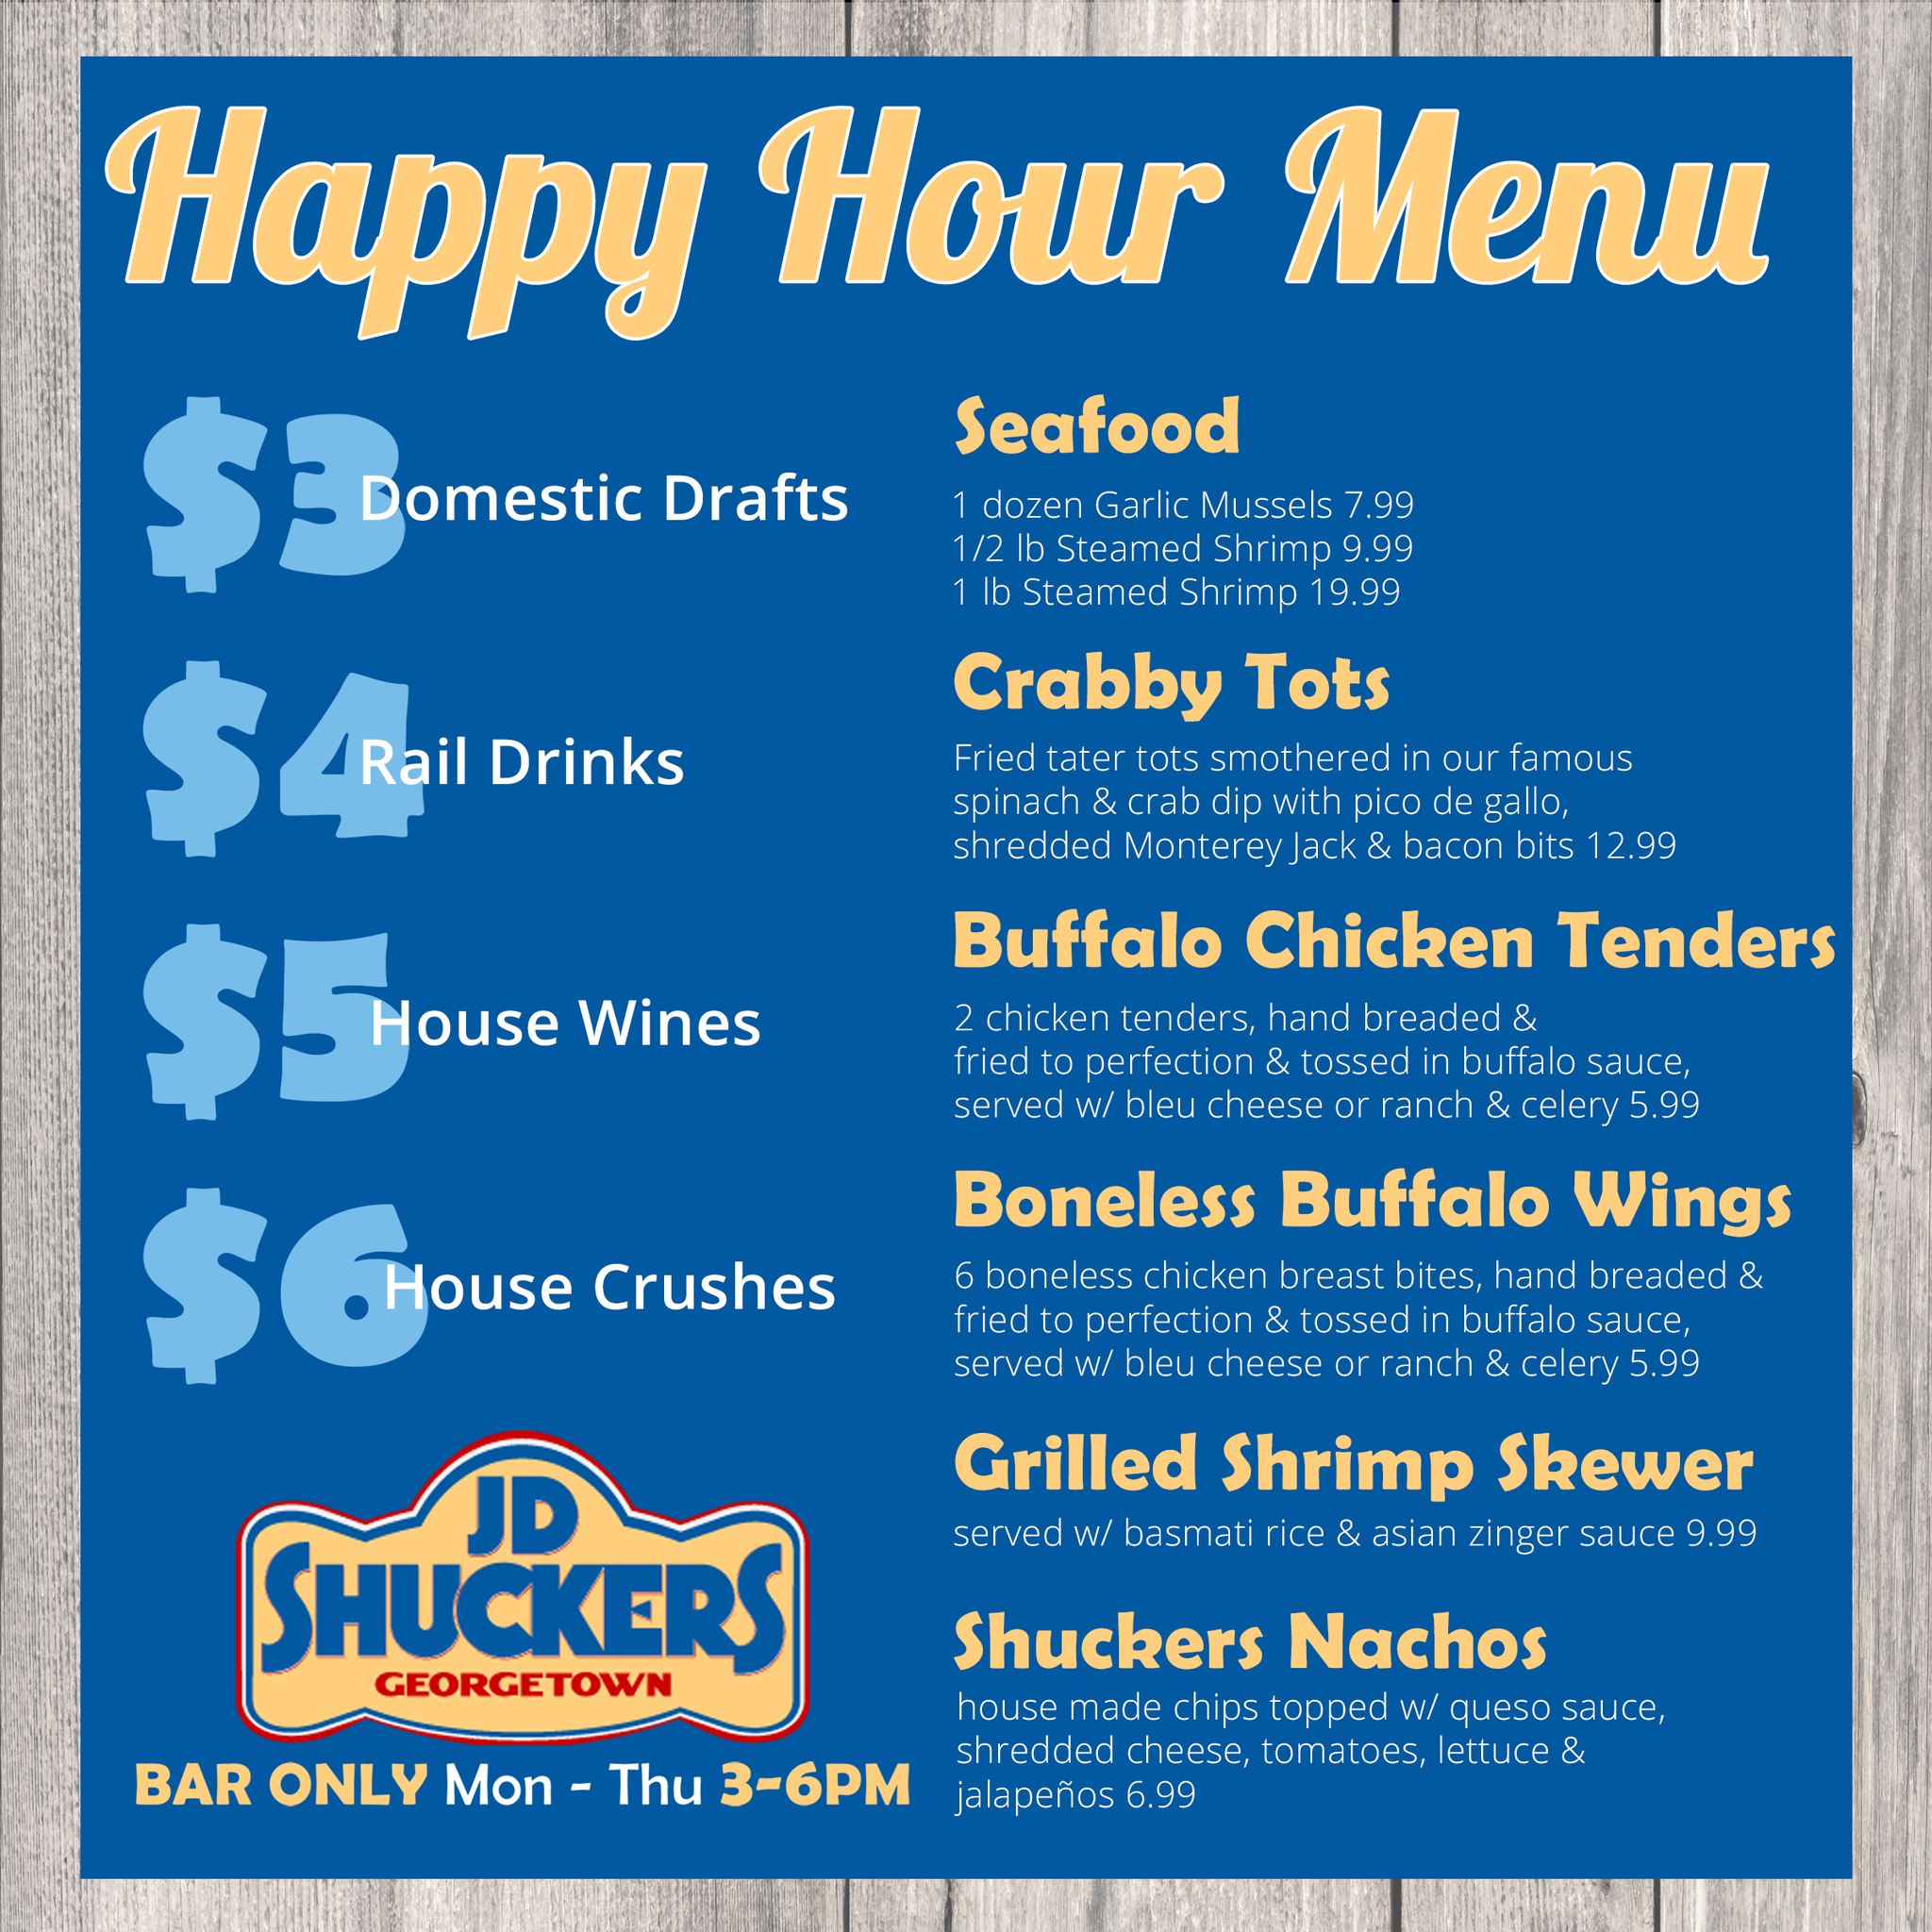 Happy Hour Menu
$3 Domestic Drafts
$4 Rail Drinks
$5 House Wines
$6 House Crushes
JD
SHUCKERS
GEORGETOWN
BAR ONLY Mon - Thu 3-6PM
Seafood
1 dozen Garlic Mussels 7.99
1/2 lb Steamed Shrimp 9.99
1 lb Steamed Shrimp 19.99
Crabby Tots
Fried tater tots smothered in our famous
spinach & crab dip with pico de gallo,
shredded Monterey Jack & bacon bits 12.99
Buffalo Chicken Tenders
2 chicken tenders, hand breaded &
fried to perfection & tossed in buffalo sauce,
served w/ bleu cheese or ranch & celery 5.99
Boneless Buffalo Wings
6 boneless chicken breast bites, hand breaded &
fried to perfection & tossed in buffalo sauce,
served w/ bleu cheese or ranch & celery 5.99
Grilled Shrimp Skewer
served w/ basmati rice & asian zinger sauce 9.99
Shuckers Nachos
house made chips topped w/ queso sauce,
shredded cheese, tomatoes, lettuce &
jalapeños 6.99